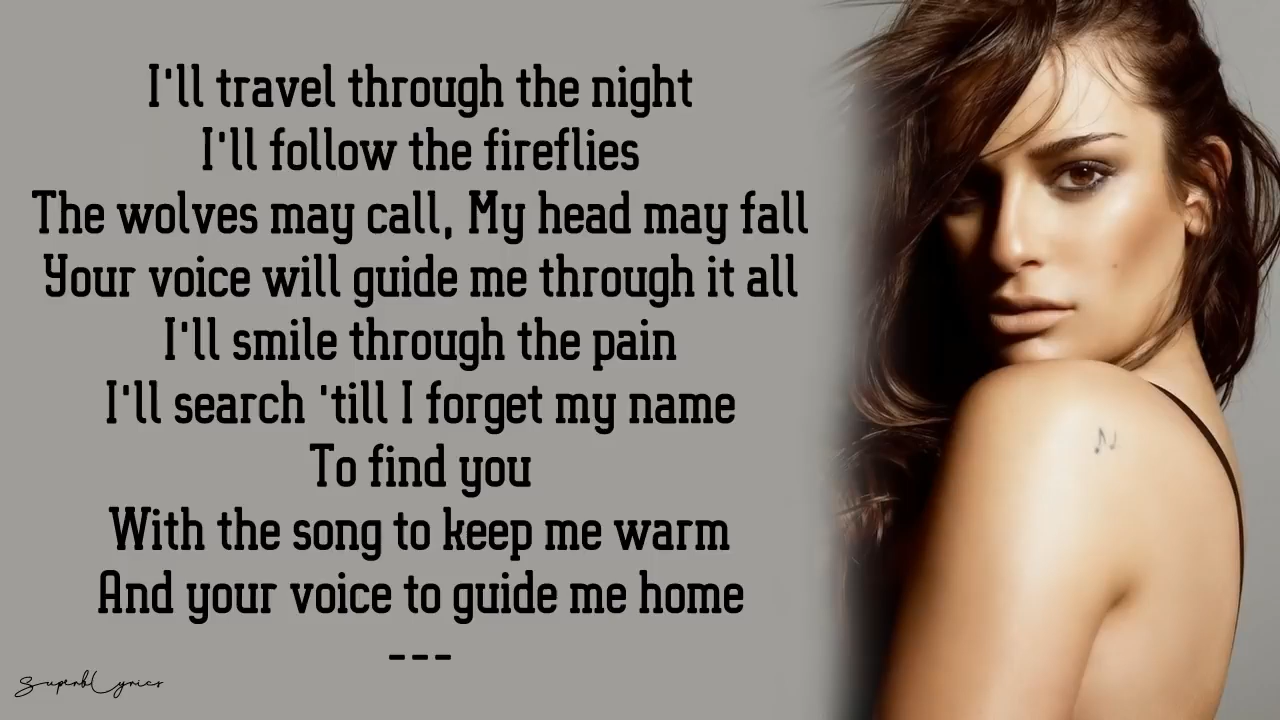 I'll travel through the night
I'll follow the fireflies
The wolves may call, My head may fall
Your voice will guide me through it all
I'll smile through the pain
I'll search 'till I forget my name
To find you
With the song to keep me warm
And your voice to guide me home
---
SuperbLyrics